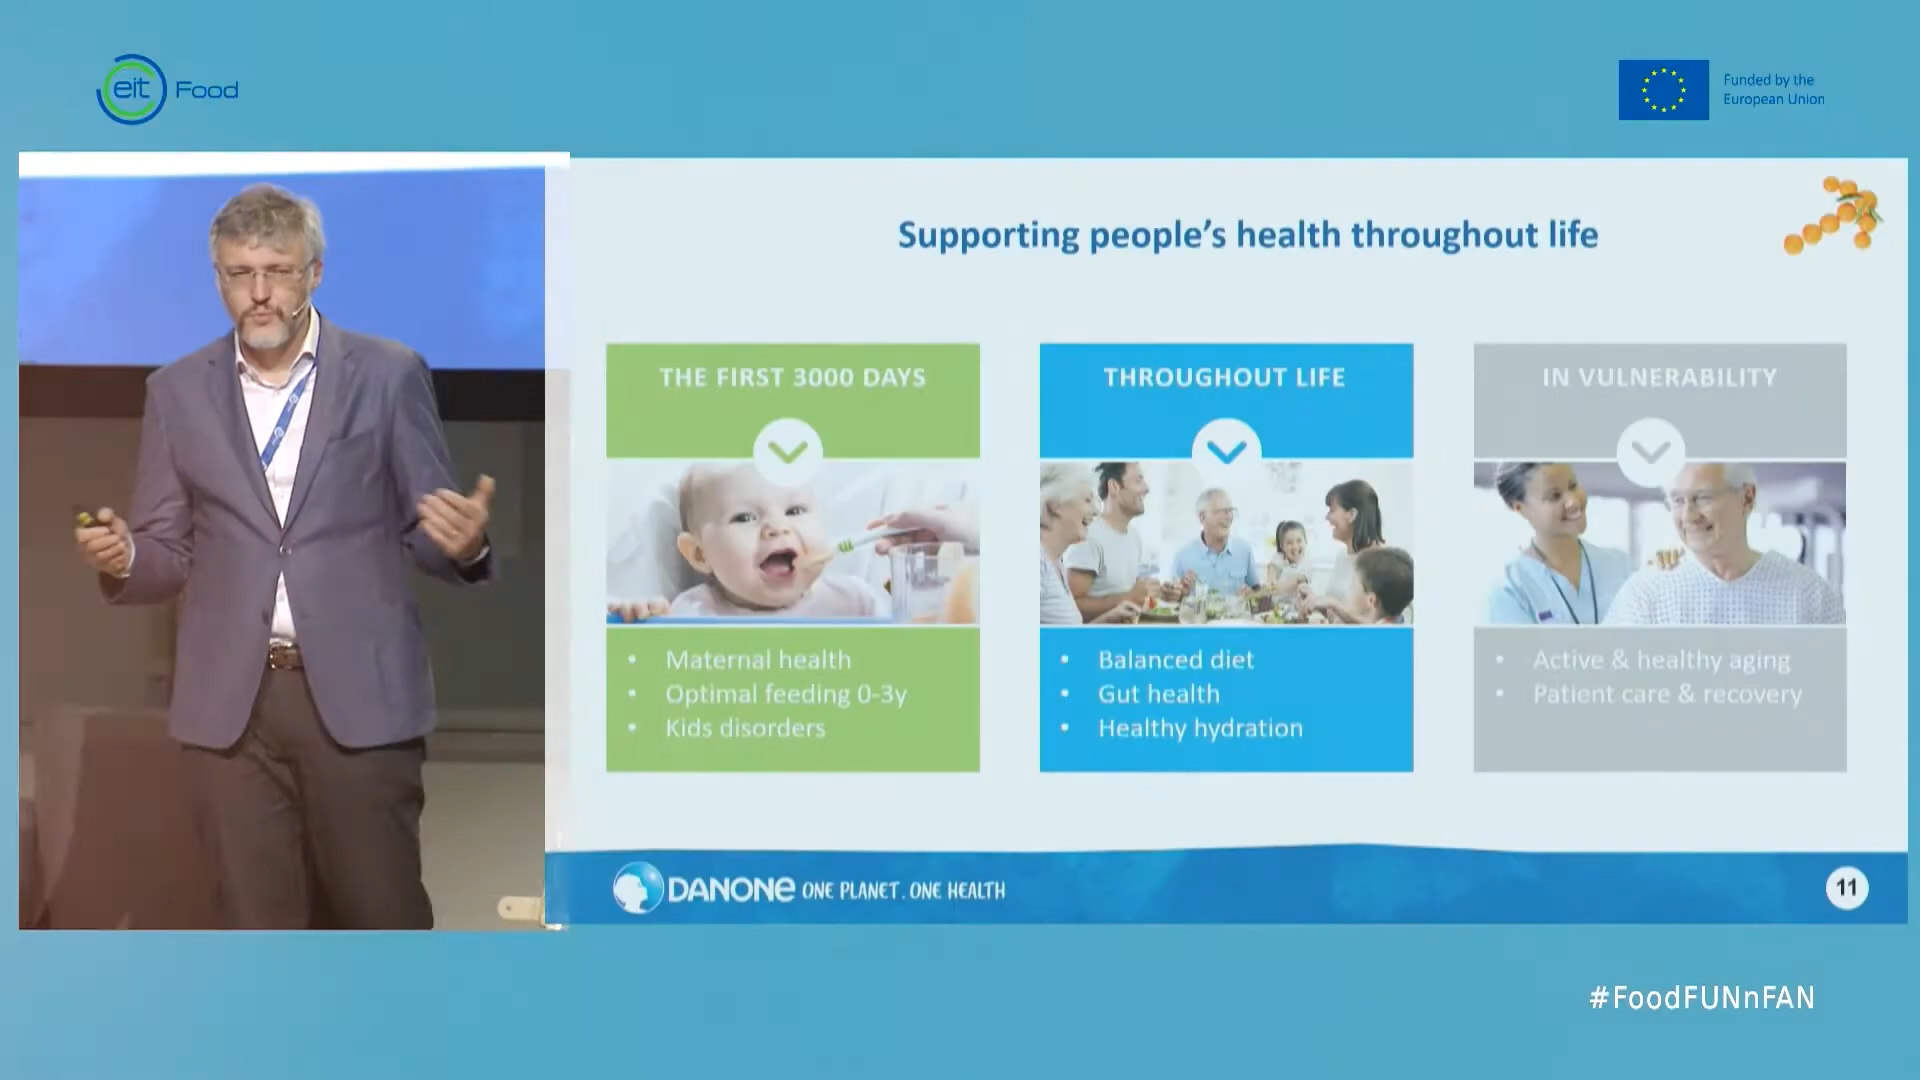 eit Food
Funded by the
European Union
Supporting people's health throughout life
THE FIRST 3000 DAYS
• Maternal health
• Optimal feeding 0-3y
• Kids disorders
THROUGHOUT LIFE
• Balanced diet
• Gut health
• Healthy hydration
IN VULNERABILITY
• Active & healthy aging
• Patient care & recovery
DANONE ONE PLANET. ONE HEALTH
11
#FoodFUNnFAN